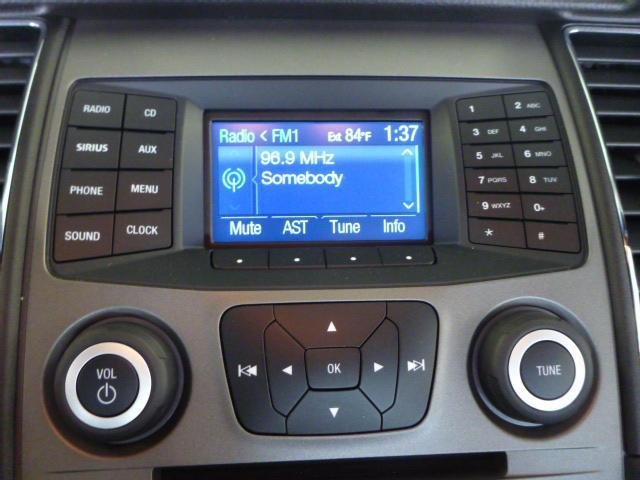 RADIO CD
SIRIUS AUX
PHONE MENU
SOUND CLOCK
Radio < FM1 Ext 84°F 1:37
96.9 MHz
Somebody
Mute AST Tune Info
1 2 ABC
3 DEF 4 GHI
5 JKL 6 MNO
7 PQRS 8 TUV
9 WXYZ 0+
* #
VOL
OK
TUNE